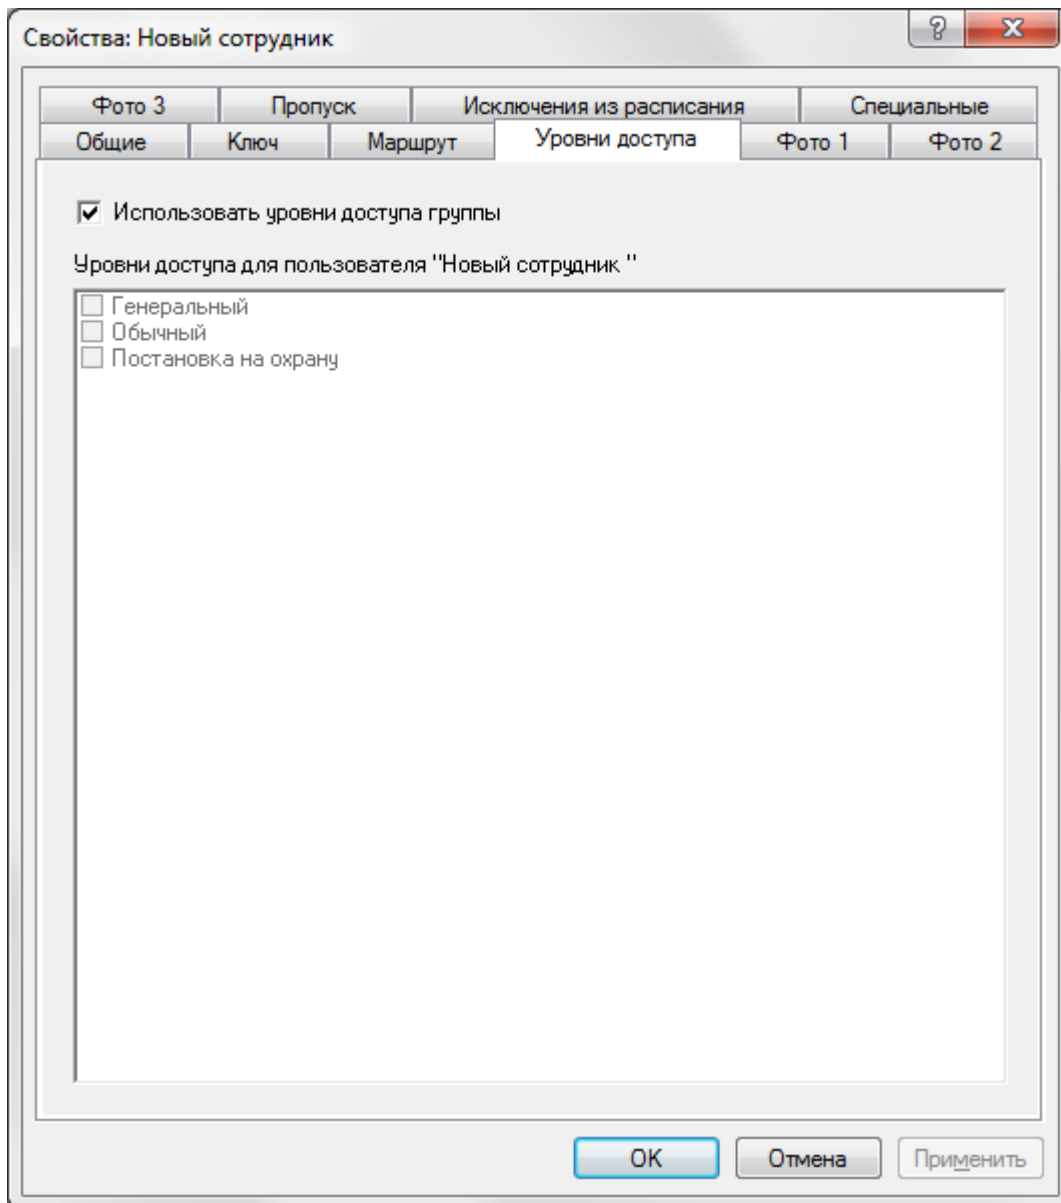 Свойства: Новый сотрудник
Фото 3 Пропуск Исключения из расписания Специальные
Общие Ключ Маршрут Уровни доступа Фото 1 Фото 2
Использовать уровни доступа группы
Уровни доступа для пользователя "Новый сотрудник "
Генеральный
Обычный
Постановка на охрану
OK Отмена Применить